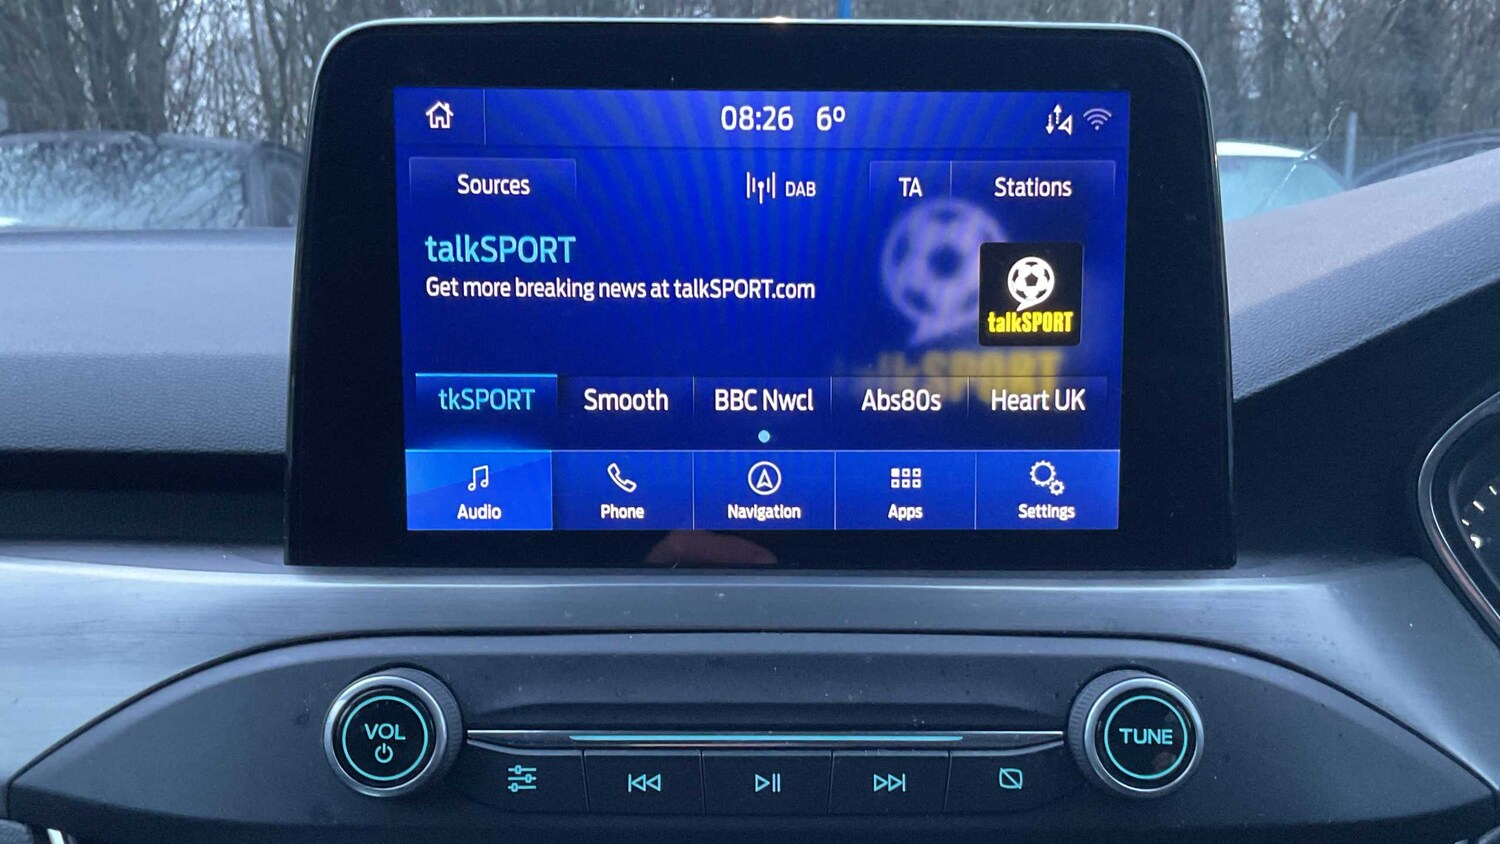 08:26 6º
Sources
DAB
TA
Stations
talkSPORT
Get more breaking news at talkSPORT.com
talkSPORT
talkSPORT
tkSPORT
Smooth
BBC Nwcl
Abs80s
Heart UK
Audio
Phone
Navigation
Apps
Settings
VOL
TUNE